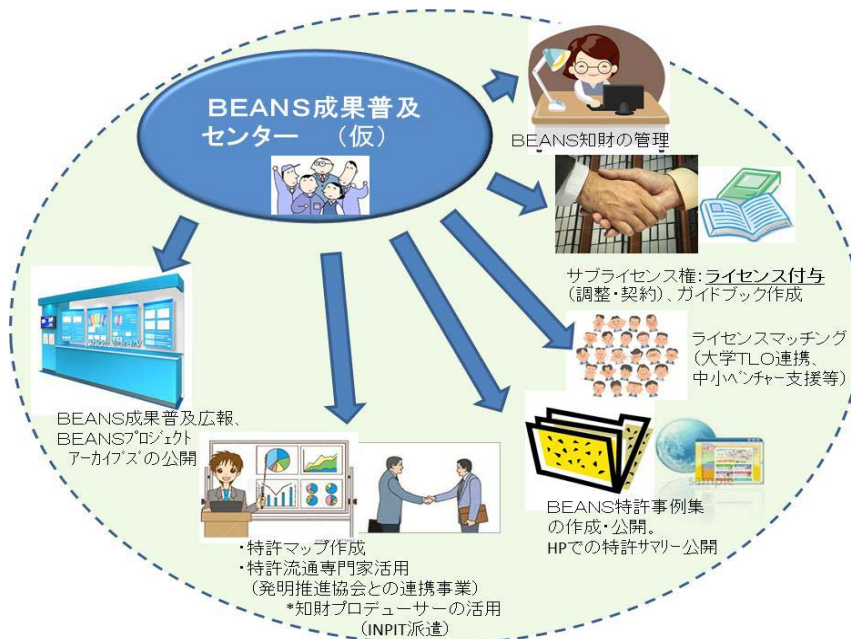 BEANS成果普及
センター (仮)
BEANS知財の管理
サブライセンス権:ライセンス付与
(調整・契約)、ガイドブック作成
ライセンスマッチング
(大学TLO連携、
中小ベンチャー支援等)
BEANS特許事例集
の作成・公開。
HPでの特許サマリー公開
BEANS成果普及広報、
BEANSプロジェクト
アーカイブズの公開
・特許マップ作成
・特許流通専門家活用
(発明推進協会との連携事業)
*知財プロデューサーの活用
(INPIT派遣)